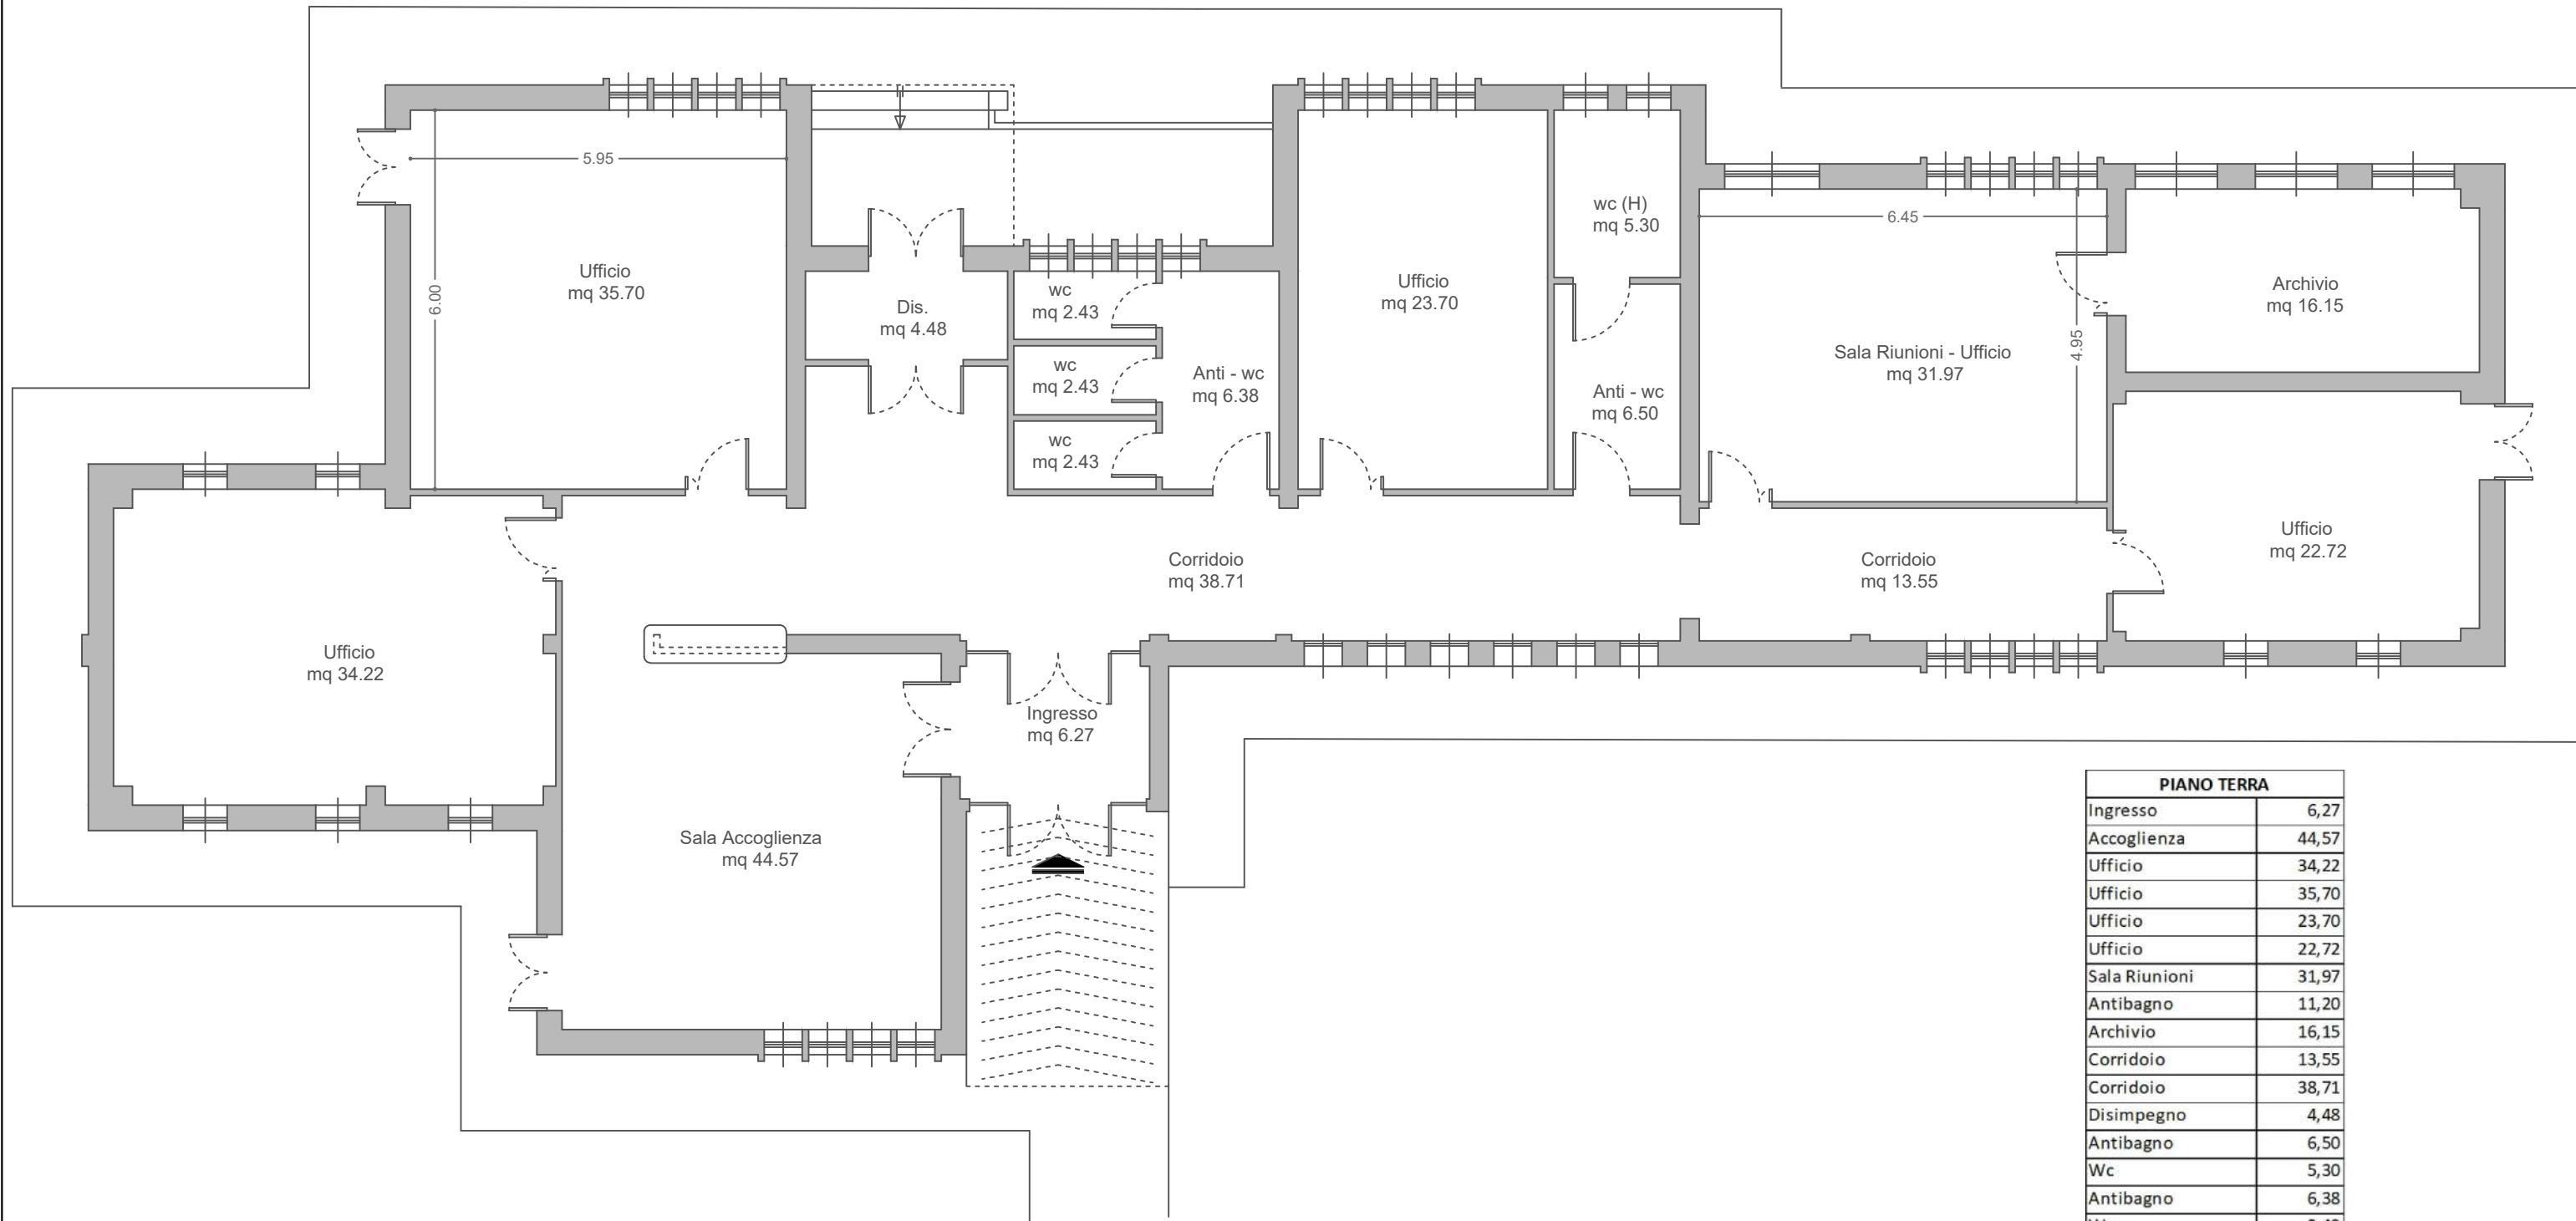 5.95
6.00
Ufficio
mq 35.70
Dis.
mq 4.48
wc
mq 2.43
wc
mq 2.43
wc
mq 2.43
Anti - wc
mq 6.38
Ufficio
mq 23.70
wc (H)
mq 5.30
Anti - wc
mq 6.50
6.45
4.95
Sala Riunioni - Ufficio
mq 31.97
Archivio
mq 16.15
Ufficio
mq 22.72
Corridoio
mq 38.71
Corridoio
mq 13.55
Ufficio
mq 34.22
Ingresso
mq 6.27
Sala Accoglienza
mq 44.57
PIANO TERRA
Ingresso 6,27
Accoglienza 44,57
Ufficio 34,22
Ufficio 35,70
Ufficio 23,70
Ufficio 22,72
Sala Riunioni 31,97
Antibagno 11,20
Archivio 16,15
Corridoio 13,55
Corridoio 38,71
Disimpegno 4,48
Antibagno 6,50
Wc 5,30
Antibagno 6,38